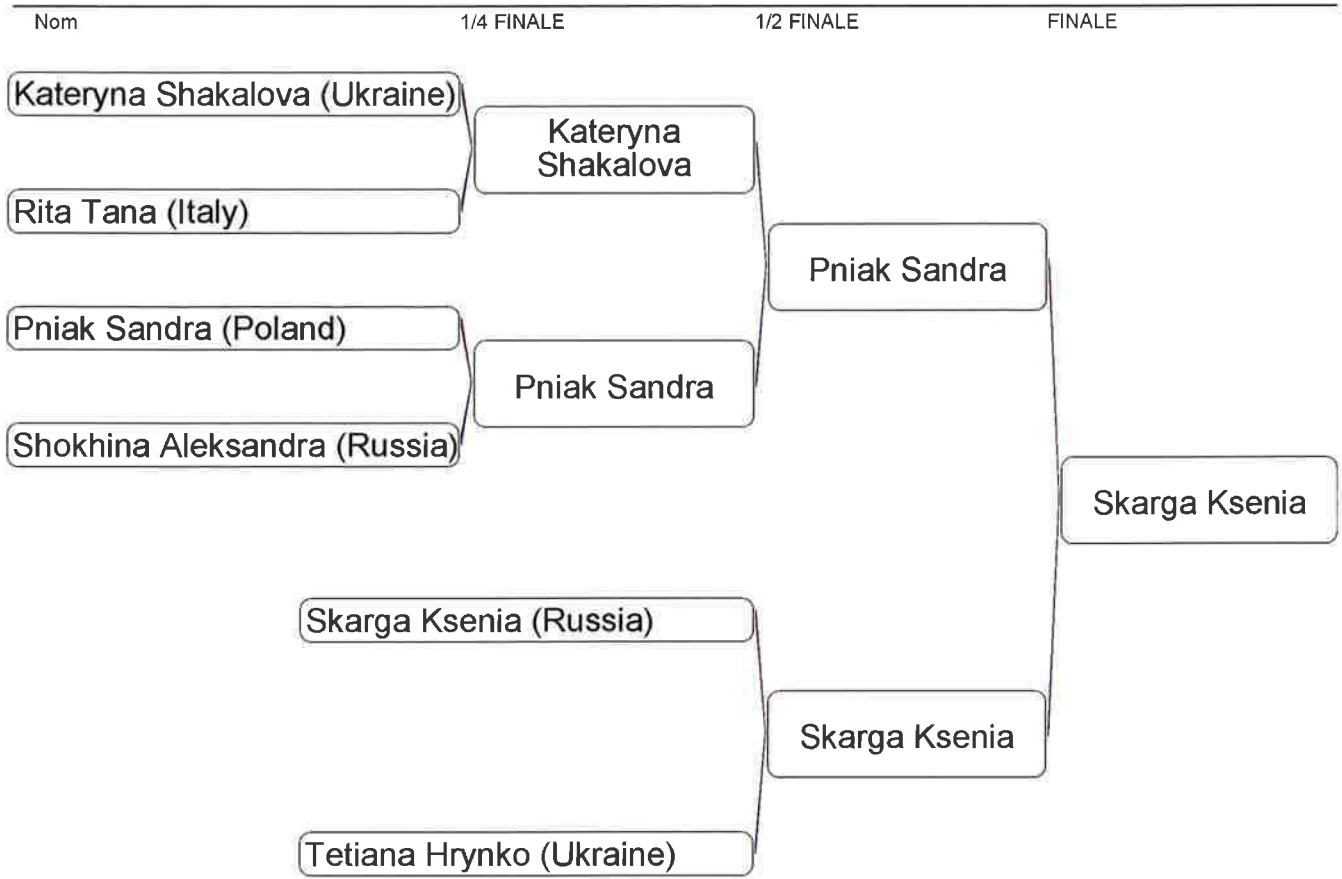 Nom 1/4 FINALE 1/2 FINALE FINALE
Kateryna Shakalova (Ukraine)
Kateryna
Shakalova
Rita Tana (Italy)
Pniak Sandra
Pniak Sandra (Poland)
Pniak Sandra
Shokhina Aleksandra (Russia)
Skarga Ksenia
Skarga Ksenia (Russia)
Skarga Ksenia
Tetiana Hrynko (Ukraine)